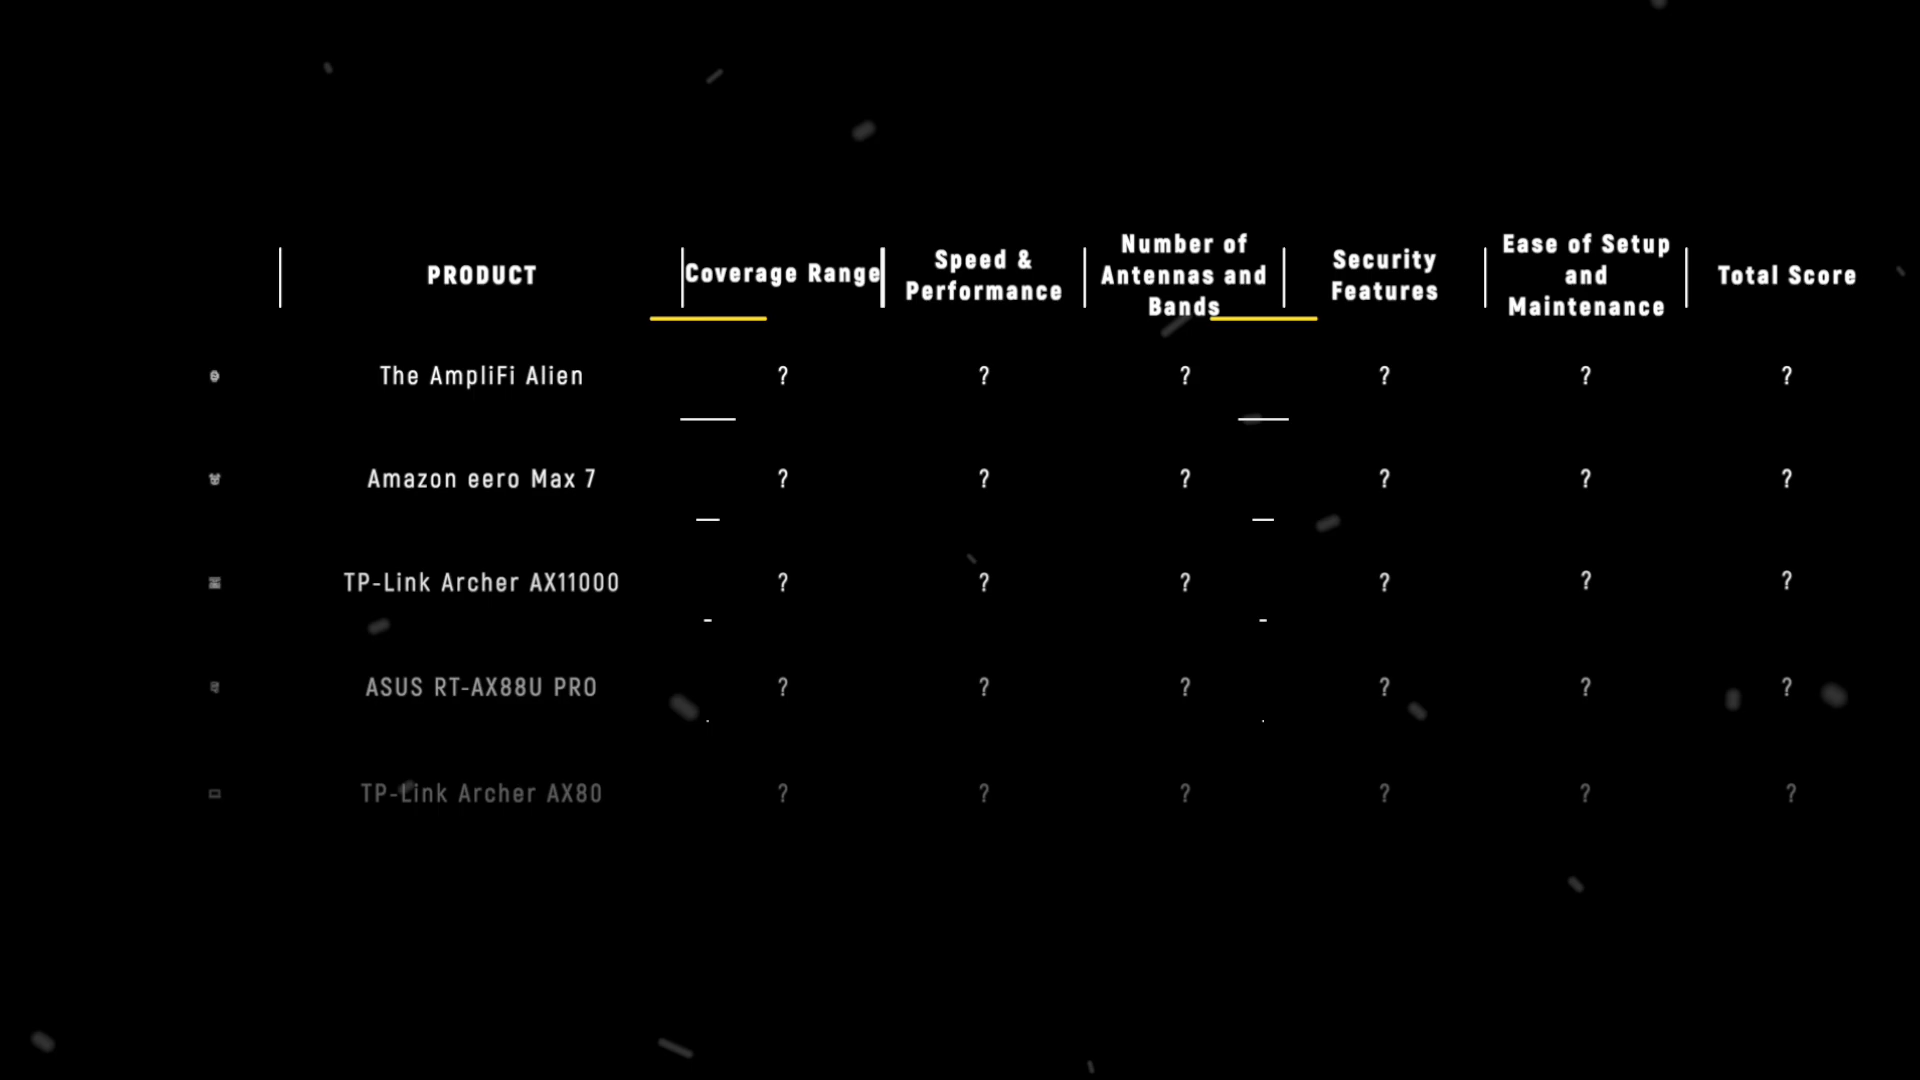 PRODUCT
Coverage Range
Speed &
Performance
Number of
Antennas and
Bands
Security
Features
Ease of Setup
and
Maintenance
Total Score
The AmpliFi Alien ? ? ? ? ? ?
Amazon eero Max 7 ? ? ? ? ? ?
TP-Link Archer AX11000 ? ? ? ? ? ?
ASUS RT-AX88U PRO ? ? ? ? ? ?
TP-Link Archer AX80 ? ? ? ? ? ?